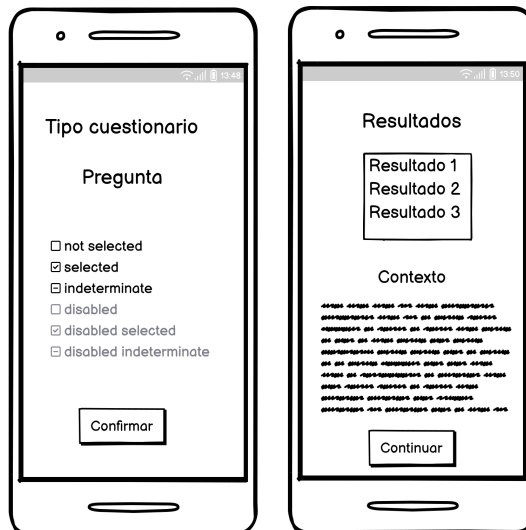 13:48
Tipo cuestionario
Pregunta
not selected
selected
indeterminate
disabled
disabled selected
disabled indeterminate
Confirmar
13:50
Resultados
Resultado 1
Resultado 2
Resultado 3
Contexto
Continuar